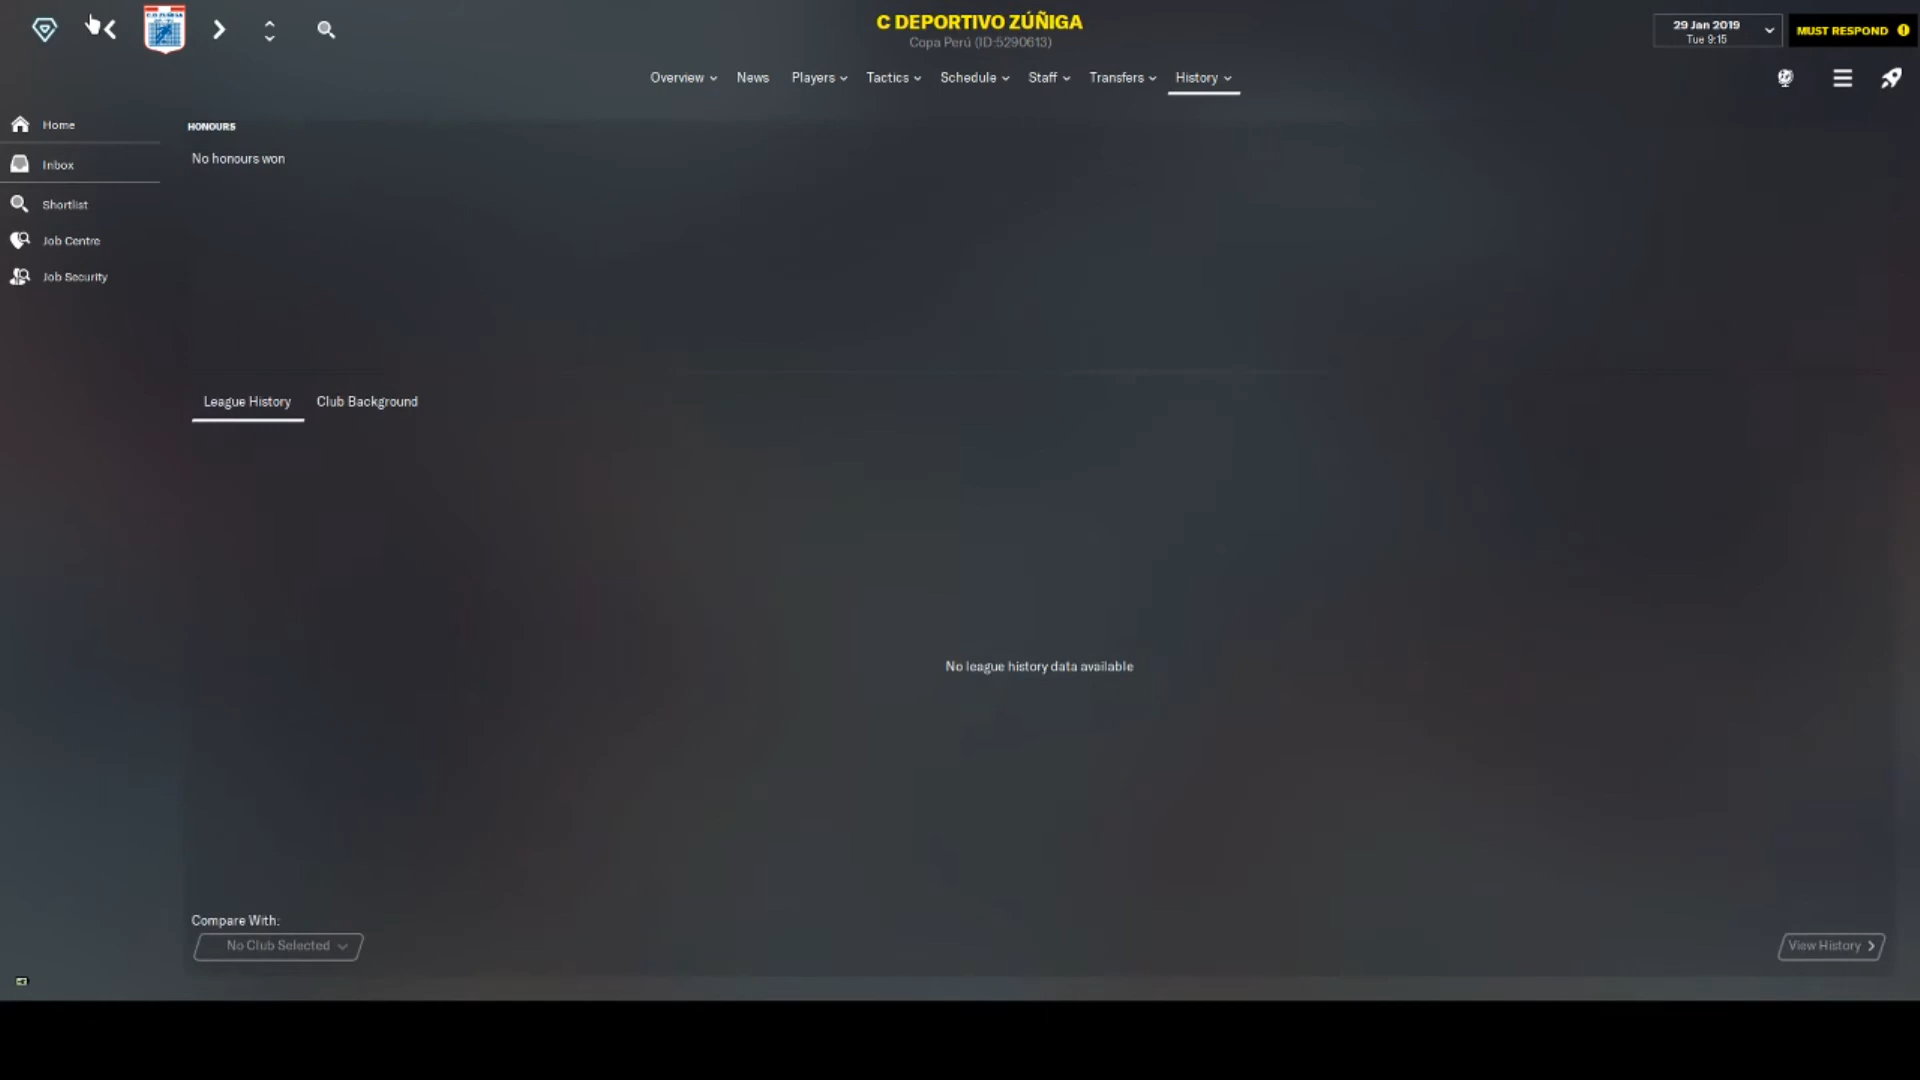 C DEPORTIVO ZÚÑIGA
Copa Perú (ID-5290613)
29 Jan 2019
Tue 9:15
MUST RESPOND
Overview
News
Players
Tactics
Schedule
Staff
Transfers
History
Home
Inbox
Shortlist
Job Centre
Job Security
HONOURS
No honours won
League History
Club Background
No league history data available
Compare With:
No Club Selected
View History